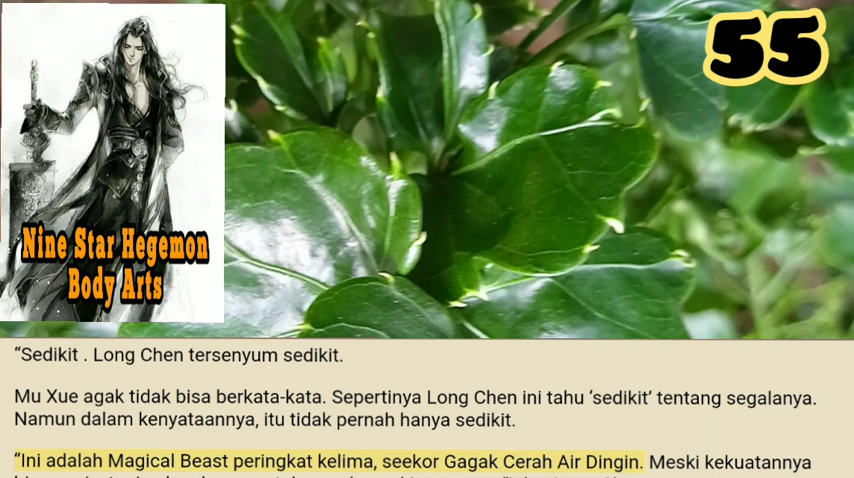 55
Nine Star Hegemon
Body Arts
“Sedikit . Long Chen tersenyum sedikit.
Mu Xue agak tidak bisa berkata-kata. Sepertinya Long Chen ini tahu ‘sedikit’ tentang segalanya.
Namun dalam kenyataannya, itu tidak pernah hanya sedikit.
“Ini adalah Magical Beast peringkat kelima, seekor Gagak Cerah Air Dingin. Meski kekuatannya